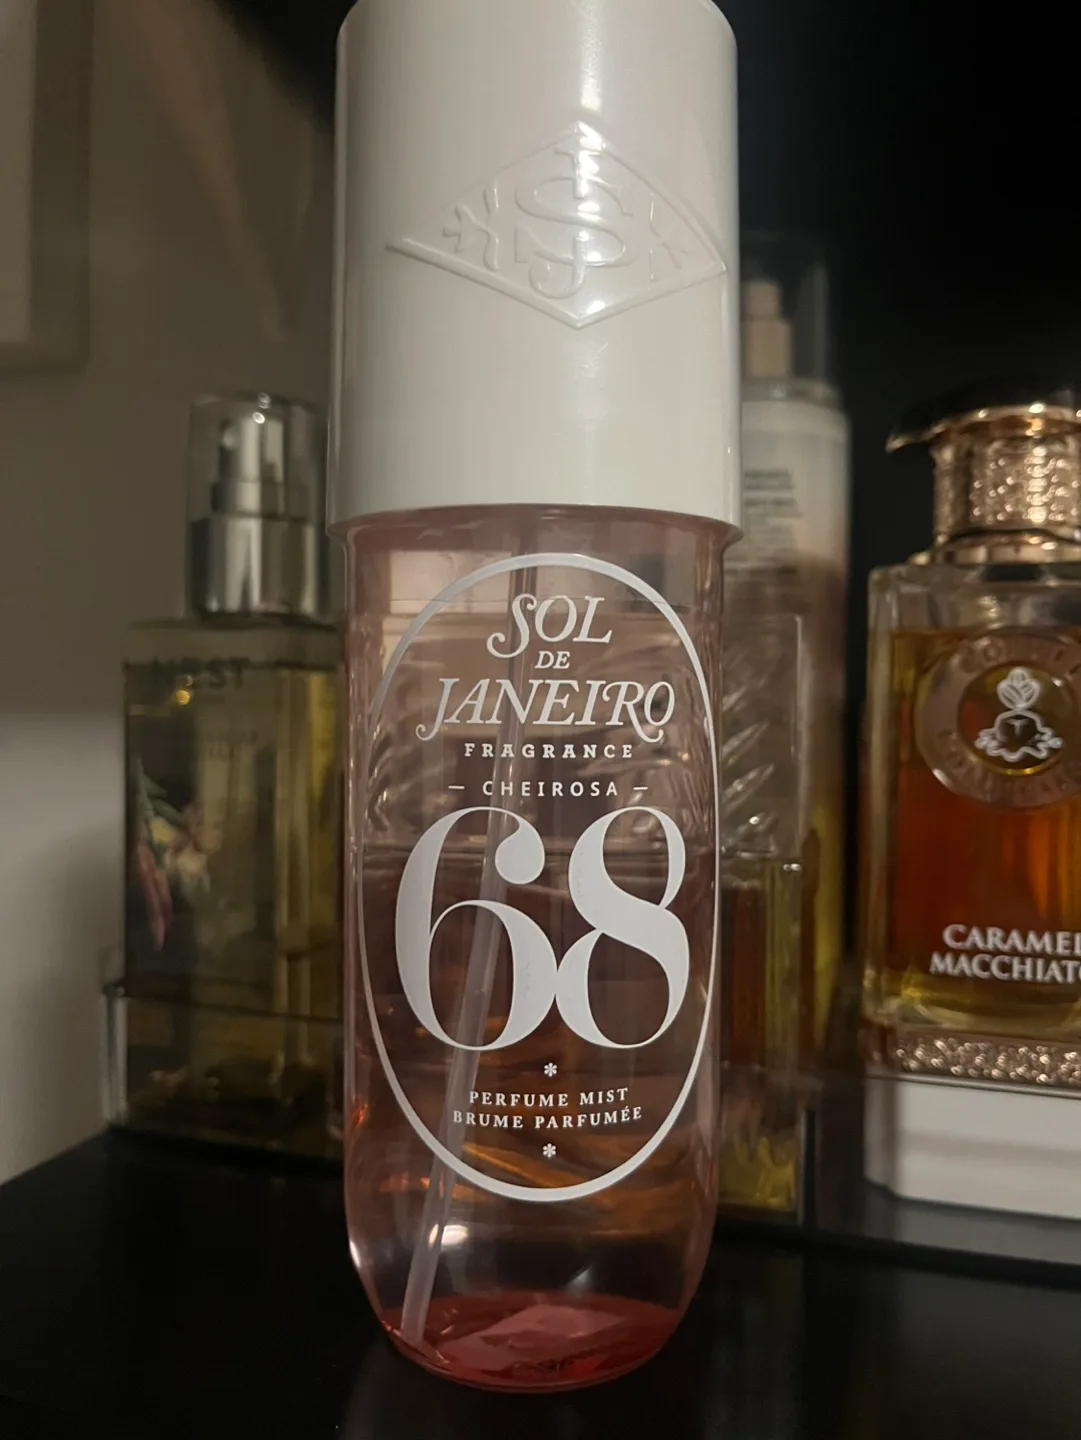 SOL
DE
JANEIRO
FRAGRANCE
— CHEIROSA —
68
*
PERFUME MIST
BRUME PARFUMÉE
*
CARAMEL
MACCHIATO